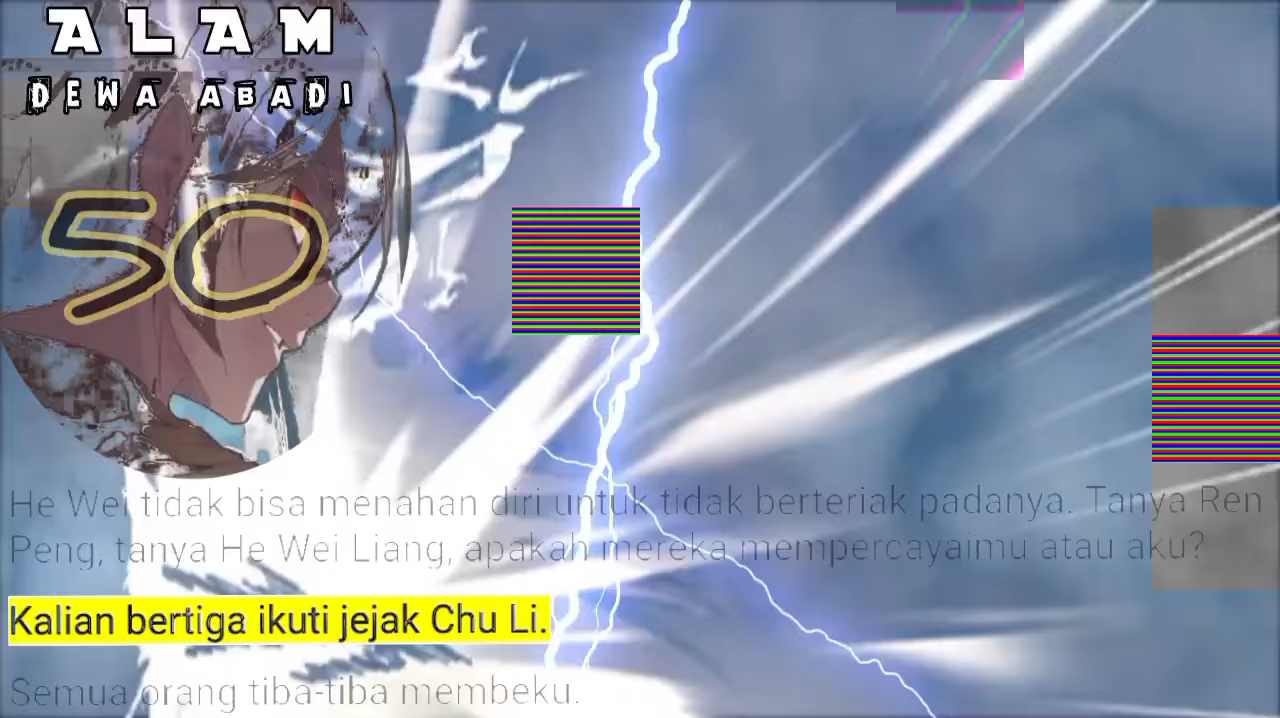 ALAM
DEWA ABADI
50
He Wei tidak bisa menahan diri untuk tidak berteriak padanya. Tanya Ren
Peng, tanya He Wei Liang, apakah mereka mempercayaimu atau aku?
Kalian bertiga ikuti jejak Chu Li.
Semua orang tiba-tiba membeku.